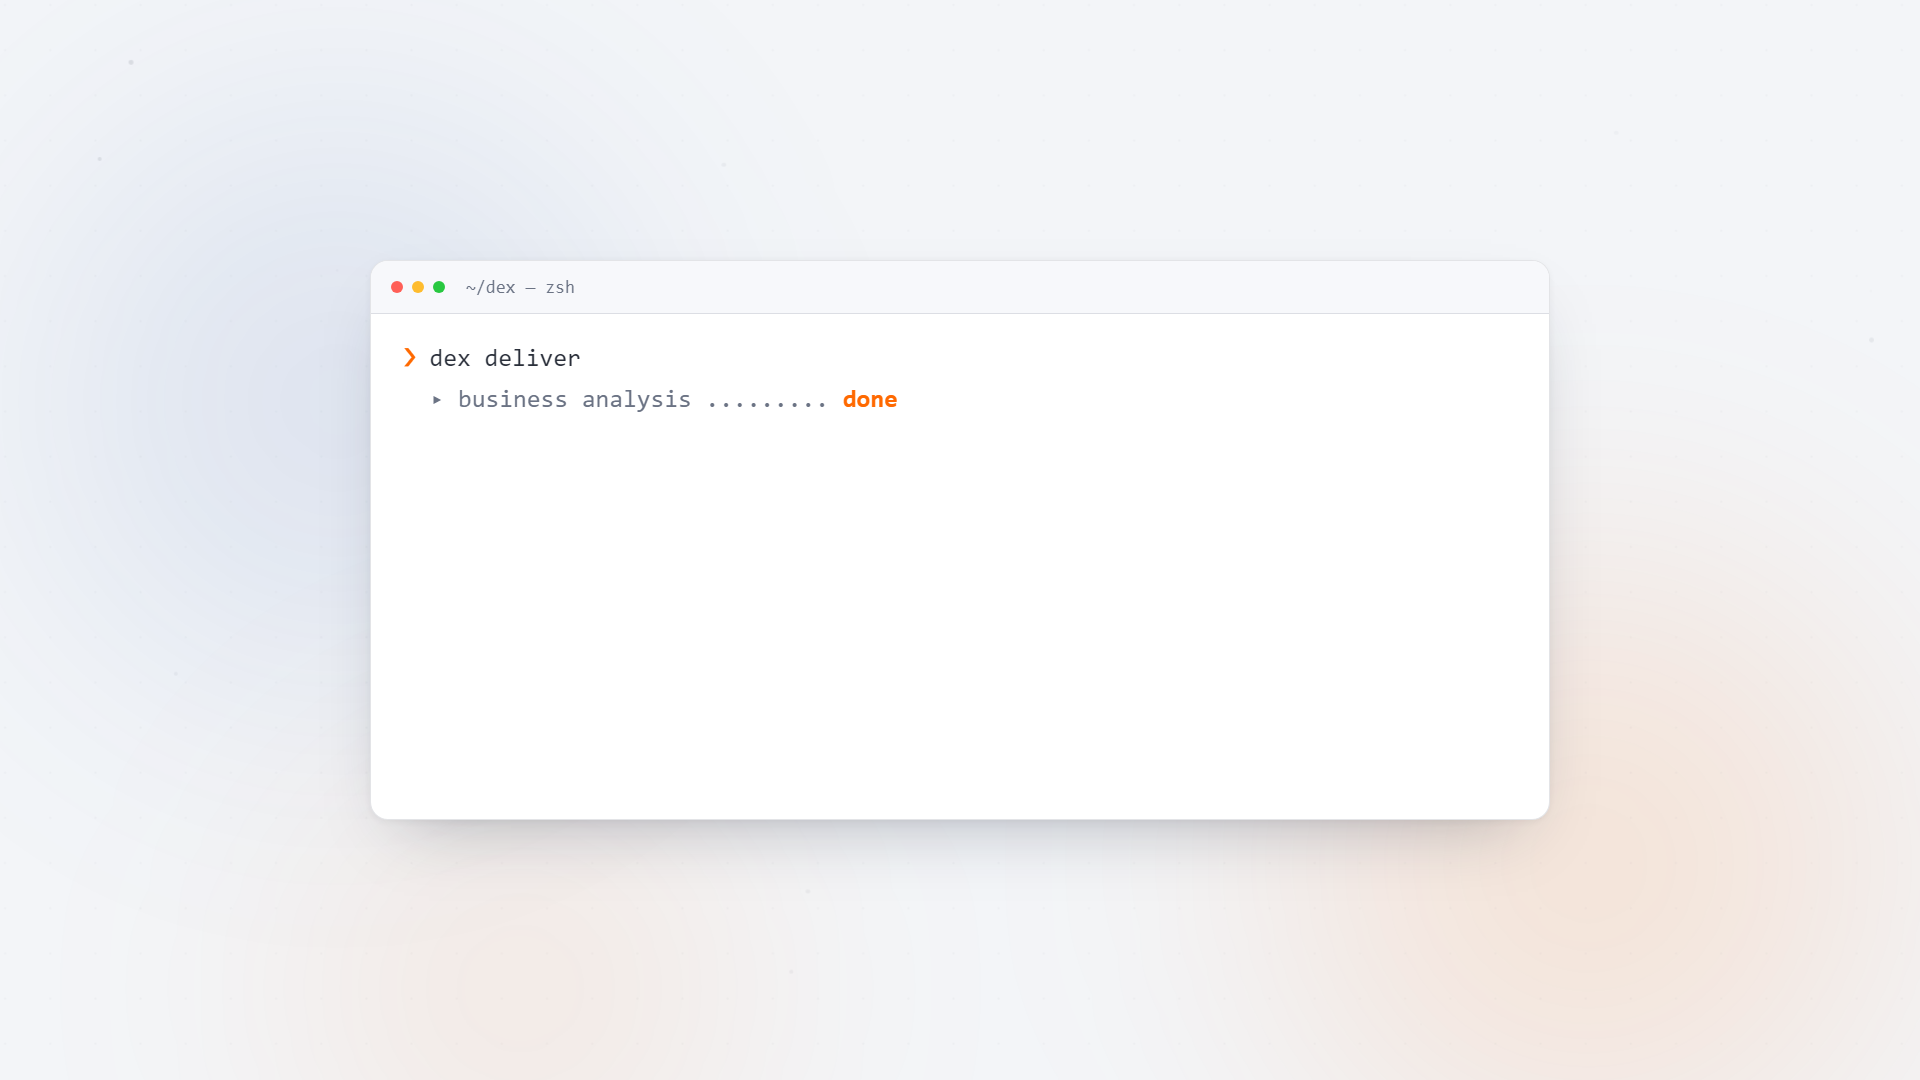 ~/dex — zsh
❯ dex deliver
▸ business analysis ......... done